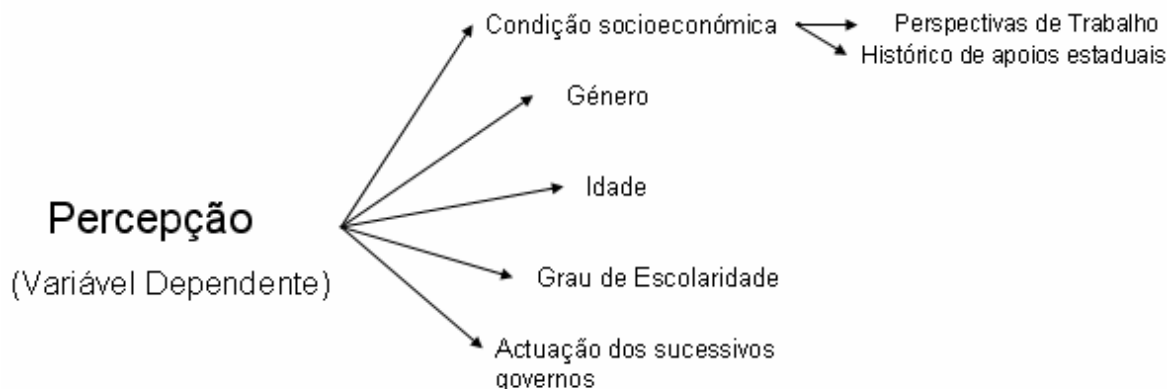 Condição socioeconómica
Perspectivas de Trabalho
Histórico de apoios estaduais
Género
Idade
Percepção
(Variável Dependente)
Grau de Escolaridade
Actuação dos sucessivos
governos